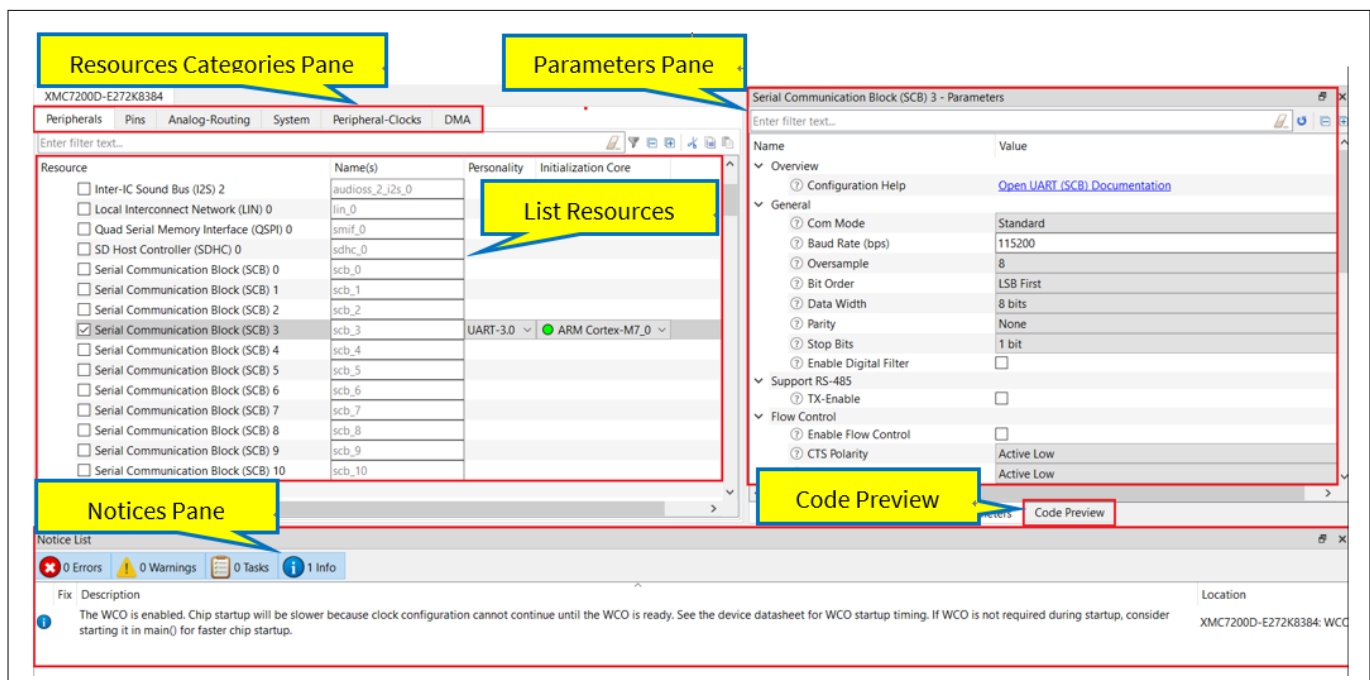 Resources Categories Pane
Parameters Pane
XMC7200D-E272K8384
Peripherals Pins Analog-Routing System Peripheral-Clocks DMA
Enter filter text...
Resource Name(s) Personality Initialization Core
Inter-IC Sound Bus (I2S) 2 audioss_2_i2s_0
Local Interconnect Network (LIN) 0 lin_0
Quad Serial Memory Interface (QSPI) 0 smif_0
SD Host Controller (SDHC) 0 sdhc_0
Serial Communication Block (SCB) 0 scb_0
Serial Communication Block (SCB) 1 scb_1
Serial Communication Block (SCB) 2 scb_2
Serial Communication Block (SCB) 3 scb_3 UART-3.0 ARM Cortex-M7_0
Serial Communication Block (SCB) 4 scb_4
Serial Communication Block (SCB) 5 scb_5
Serial Communication Block (SCB) 6 scb_6
Serial Communication Block (SCB) 7 scb_7
Serial Communication Block (SCB) 8 scb_8
Serial Communication Block (SCB) 9 scb_9
Serial Communication Block (SCB) 10 scb_10
List Resources
Serial Communication Block (SCB) 3 - Parameters
Enter filter text...
Name Value
Overview
Configuration Help Open UART (SCB) Documentation
General
Com Mode Standard
Baud Rate (bps) 115200
Oversample 8
Bit Order LSB First
Data Width 8 bits
Parity None
Stop Bits 1 bit
Enable Digital Filter
Support RS-485
TX-Enable
Flow Control
Enable Flow Control
CTS Polarity Active Low
Active Low
Code Preview
Code Preview
Notices Pane
Notice List
0 Errors 0 Warnings 0 Tasks 1 Info
Fix Description Location
The WCO is enabled. Chip startup will be slower because clock configuration cannot continue until the WCO is ready. See the device datasheet for WCO startup timing. If WCO is not required during startup, consider
starting it in main() for faster chip startup.
XMC7200D-E272K8384: WCO